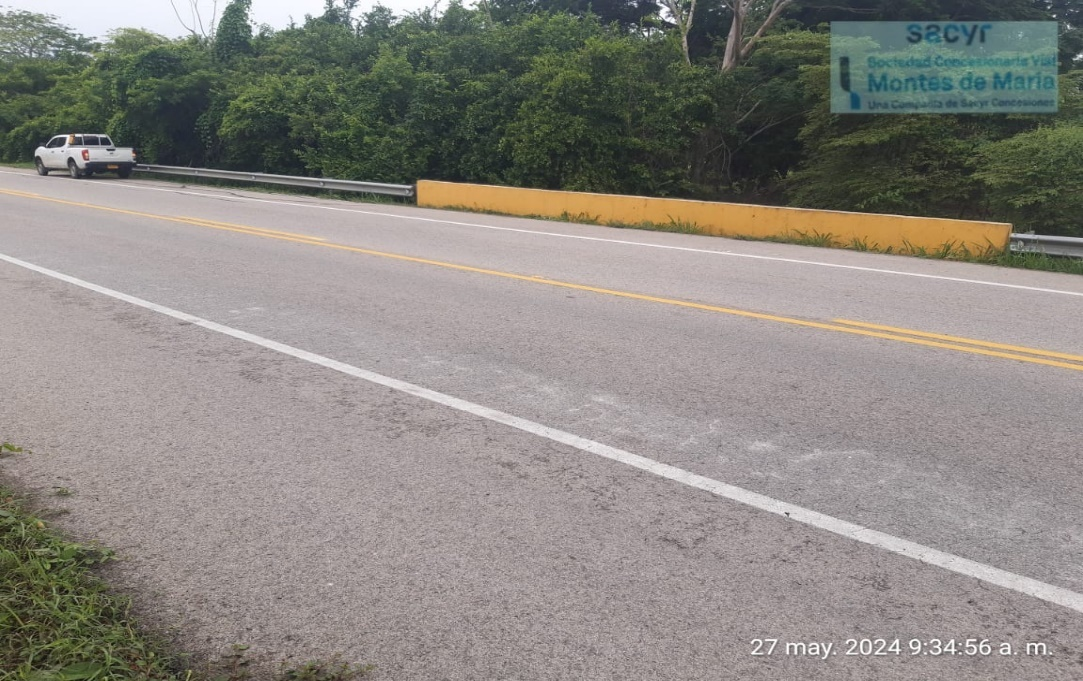 sacyr
Sociedad Concesionaria Vial
Montes de María
Una Compañía de Sacyr Concesiones
27 may. 2024 9:34:56 a. m.